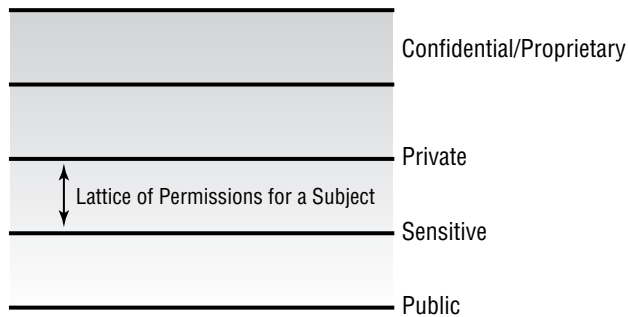 Confidential/Proprietary
Private
Lattice of Permissions for a Subject
Sensitive
Public